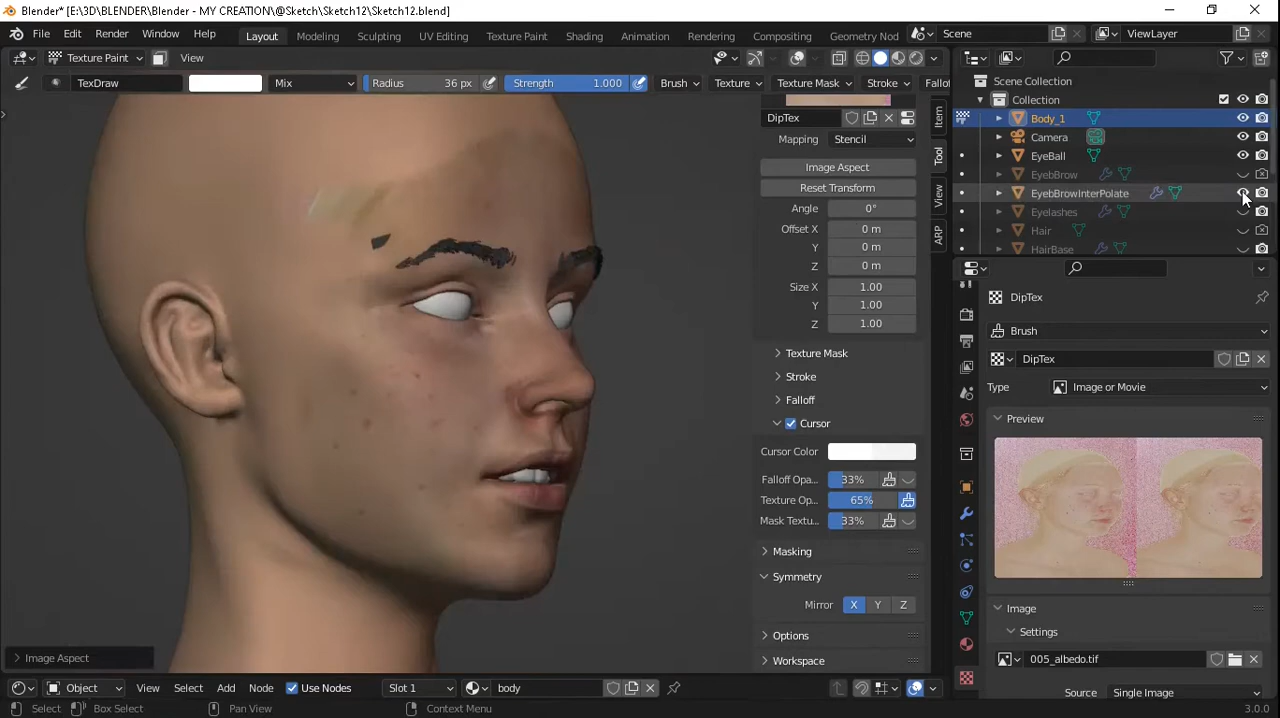 Blender* [E:\3D\BLENDER\Blender - MY CREATION\@Sketch\Sketch12\Sketch12.blend]
File Edit Render Window Help Layout Modeling Sculpting UV Editing Texture Paint Shading Animation Rendering Compositing Geometry Nod Scene ViewLayer
Texture Paint View
TexDraw Mix Radius 36 px Strength 1.000 Brush Texture Texture Mask Stroke Fallo
Scene Collection
Collection
Body_1
Camera
EyeBall
EyebBrow
EyebBrowInterPolate
Eyelashes
Hair
HairBase
DipTex
Mapping Stencil
Image Aspect
Reset Transform
Angle 0°
Offset X 0 m
Y 0 m
Z 0 m
Size X 1.00
Y 1.00
Z 1.00
Texture Mask
Stroke
Falloff
Cursor
Cursor Color
Falloff Opa... 33%
Texture Op... 65%
Mask Textu... 33%
Masking
Symmetry
Mirror X Y Z
Options
Workspace
Item
Tool
View
ARP
DipTex
Brush
DipTex
Type Image or Movie
Preview
Image
Settings
005_albedo.tif
Source Single Image
Image Aspect
Object View Select Add Node Use Nodes Slot 1 body
Select Box Select Pan View Context Menu 3.0.0